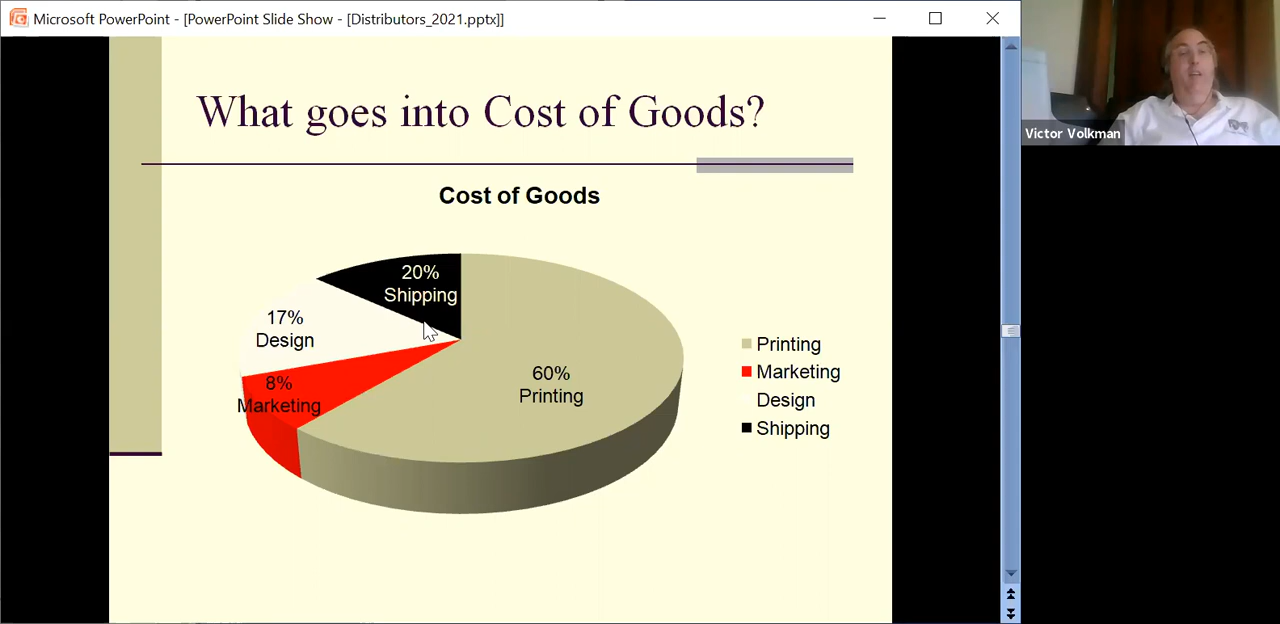 Microsoft PowerPoint - [PowerPoint Slide Show - [Distributors_2021.pptx]]
What goes into Cost of Goods?
Victor Volkman
Cost of Goods
20%
Shipping
17%
Design
8%
Marketing
60%
Printing
Printing
Marketing
Design
Shipping